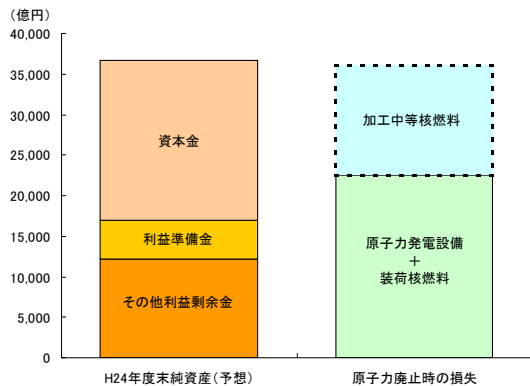 （億円）
40,000
35,000
30,000
25,000
20,000
15,000
10,000
5,000
0
資本金
利益準備金
その他利益剰余金
加工中等核燃料
原子力発電設備
＋
装荷核燃料
H24年度末純資産（予想）
原子力廃止時の損失